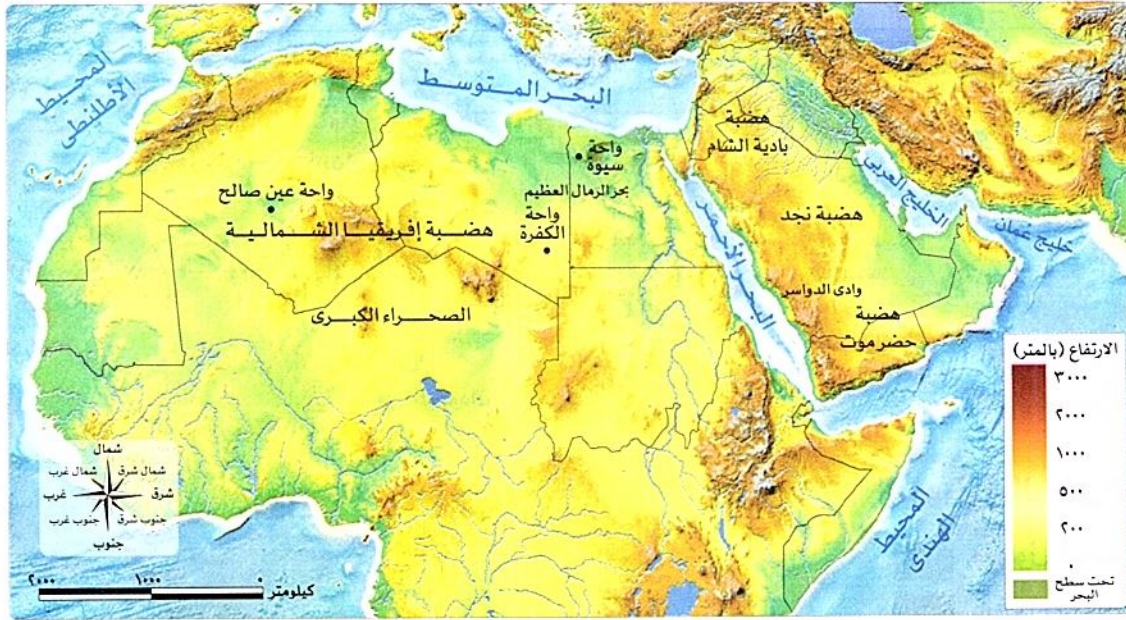 المحيط
الأطلنطى
البحر المتوسط
هضبة
بادية الشام
واحة
سيوة
بحر الرمال العظيم
واحة
الكفرة
واحة عين صالح
هضبة إفريقيا الشمالية
الصحراء الكبرى
البحر الأحمر
الخليج العربى
خليج عمان
هضبة نجد
وادى الدواسر
هضبة
حضر موت
المحيط
الهندى
الارتفاع (بالمتر)
٣٠٠٠
٢٠٠٠
١٠٠٠
٥٠٠
٢٠٠
٠
تحت سطح
البحر
شمال
شمال شرق
شمال غرب
شرق
غرب
جنوب شرق
جنوب غرب
جنوب
٠ ١٠٠٠ ٢٠٠٠
كيلومتر